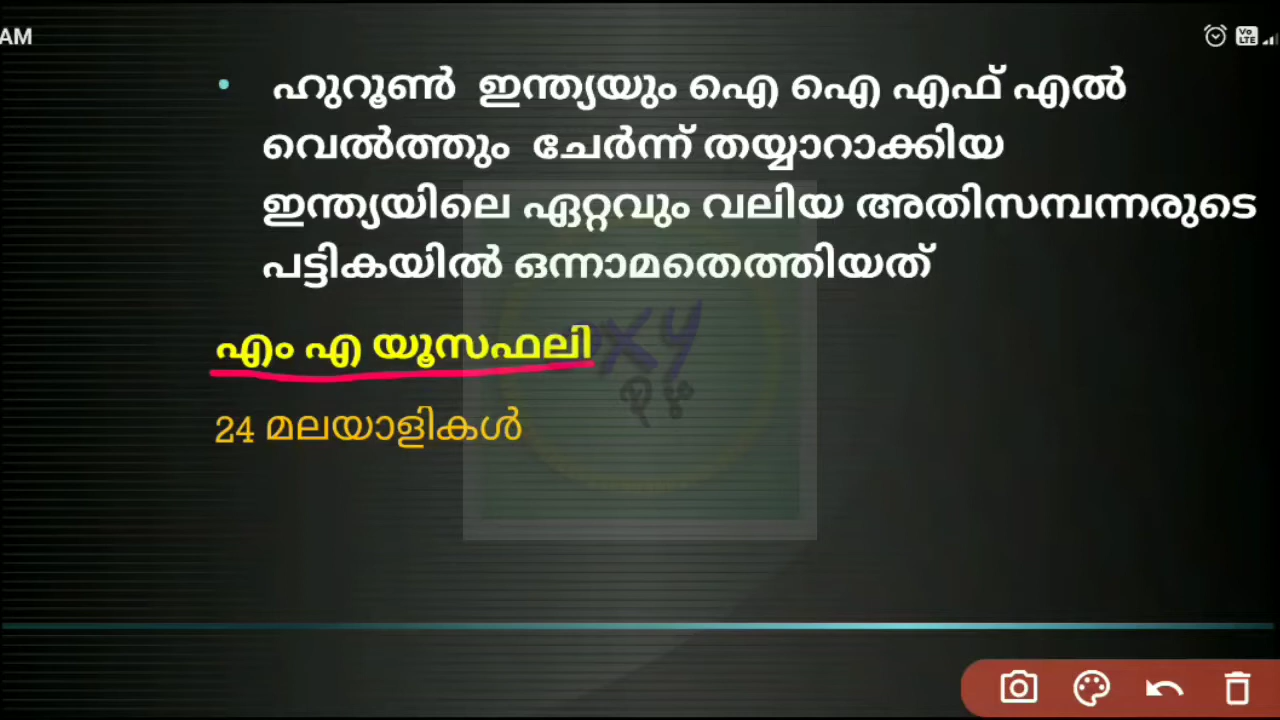 AM
• ഹുറൂൺ ഇന്ത്യയും ഐ ഐ എഫ് എൽ
വെൽത്തും ചേർന്ന് തയ്യാറാക്കിയ
ഇന്ത്യയിലെ ഏറ്റവും വലിയ അതിസമ്പന്നരുടെ
പട്ടികയിൽ ഒന്നാമതെത്തിയത്
എം എ യൂസഫലി
24 മലയാളികൾ